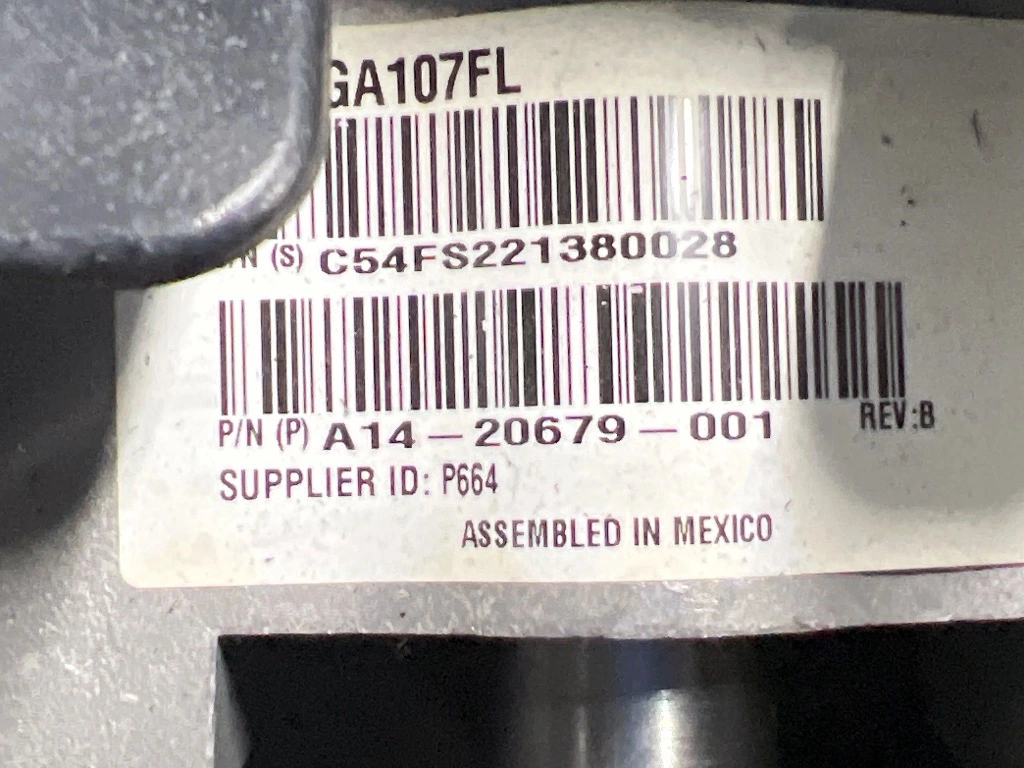 GA107FL
(S) C54FS221380028
P/N (P) A14-20679-001
REV:B
SUPPLIER ID: P664
ASSEMBLED IN MEXICO